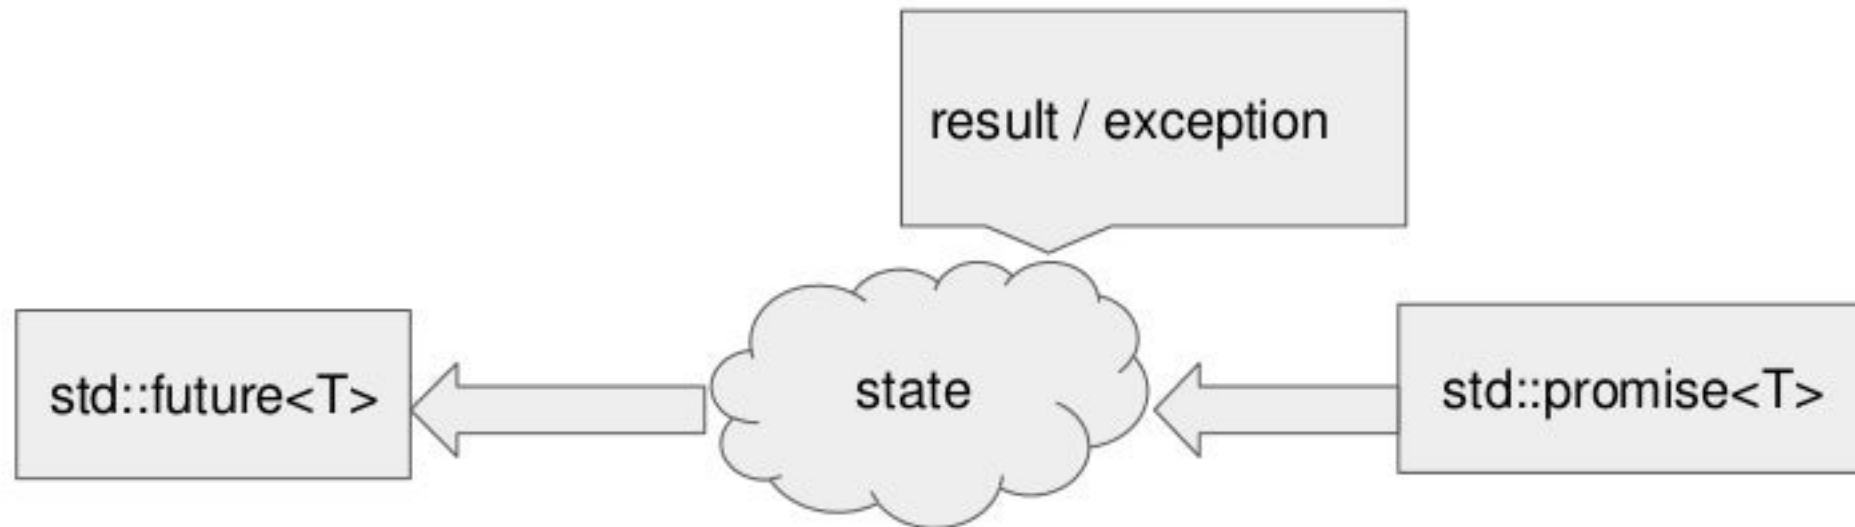 result / exception
std::future<T>
state
std::promise<T>